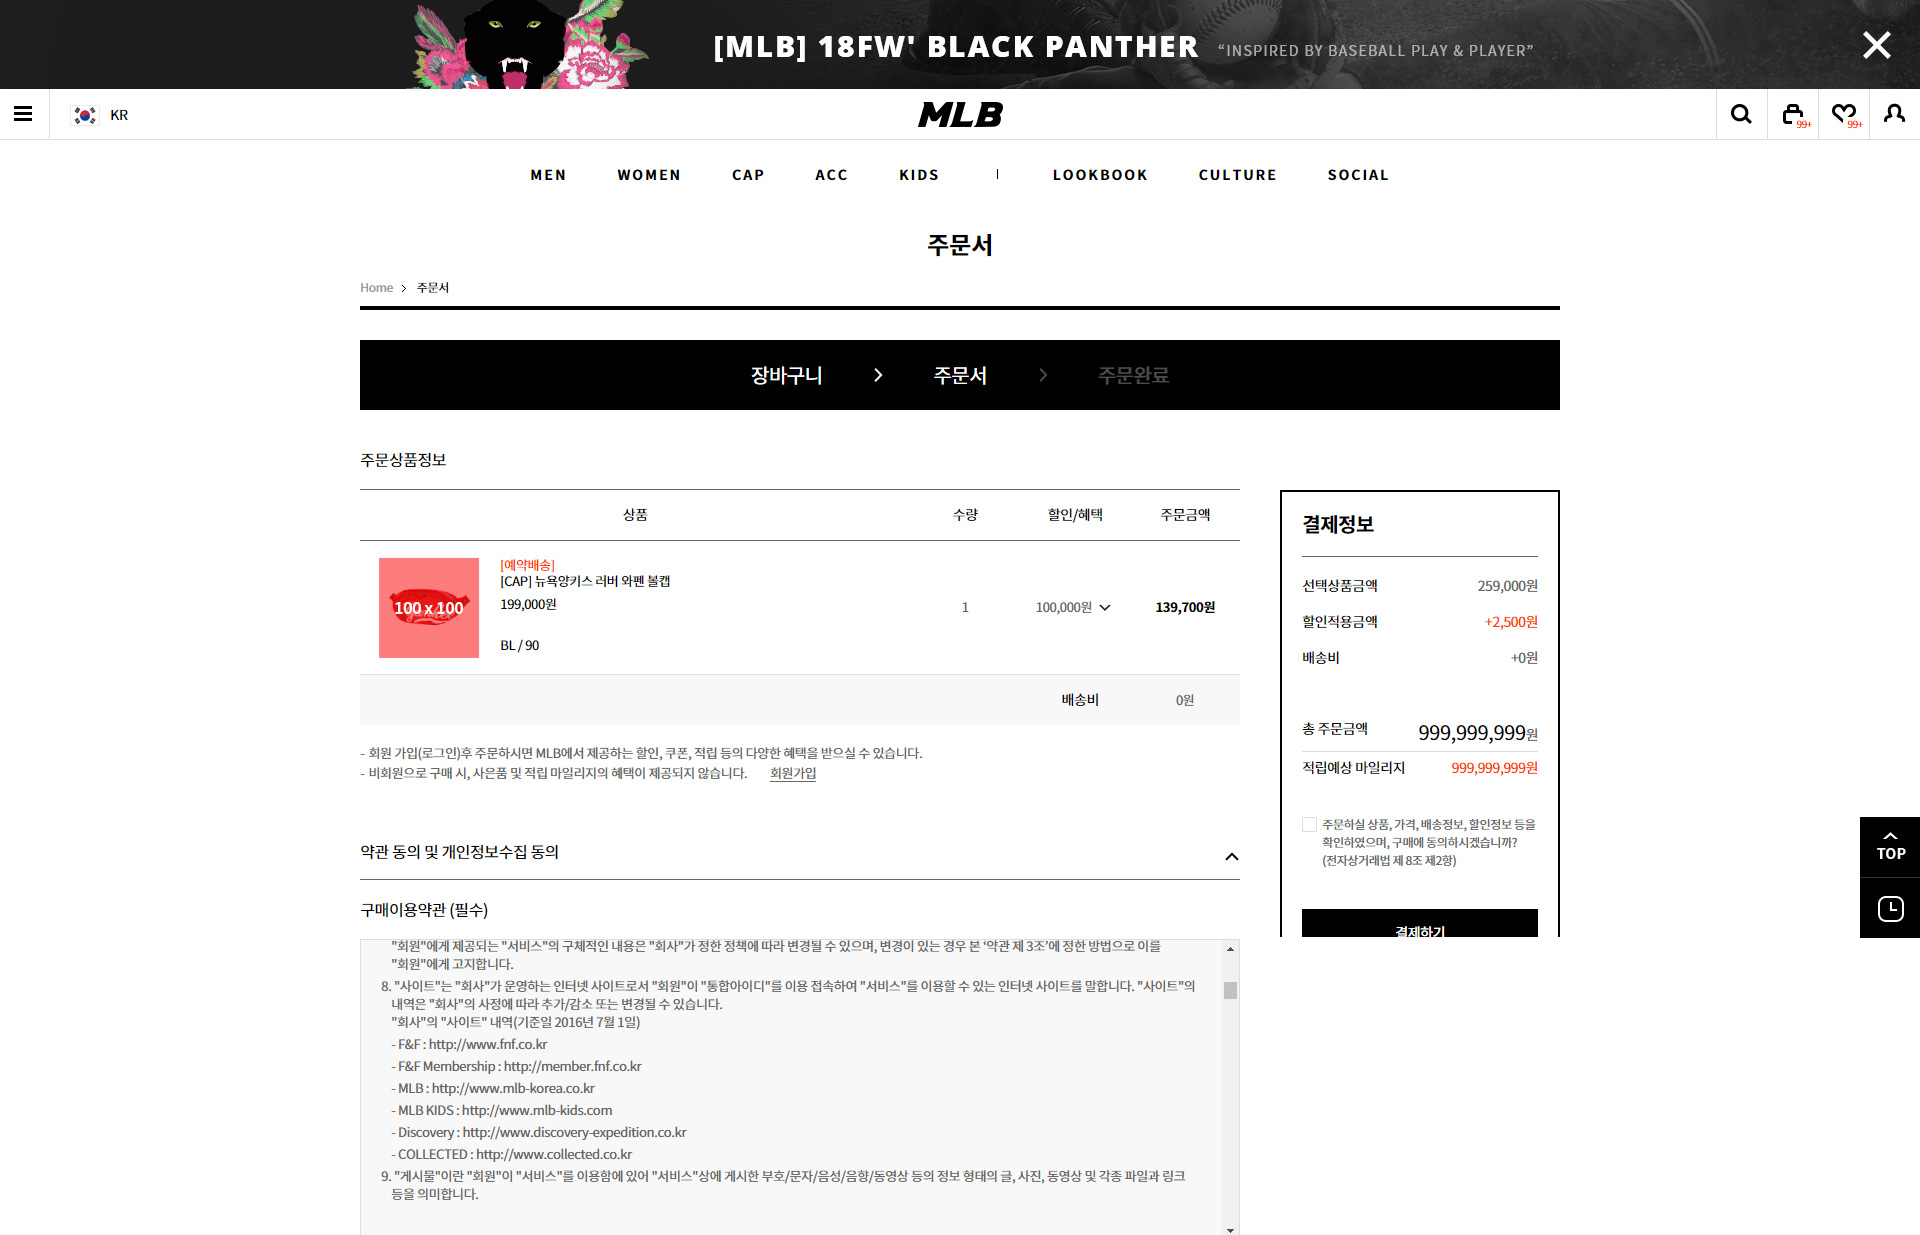 [MLB] 18FW' BLACK PANTHER “INSPIRED BY BASEBALL PLAY & PLAYER”
KR
MLB
99+
99+
MEN WOMEN CAP ACC KIDS | LOOKBOOK CULTURE SOCIAL
주문서
Home > 주문서
장바구니 > 주문서 > 주문완료
주문상품정보
상품 수량 할인/혜택 주문금액
100 x 100
[예약배송]
[CAP] 뉴욕양키스 러버 와펜 볼캡
199,000원
BL / 90
1 100,000원 139,700원
배송비 0원
- 회원 가입(로그인)후 주문하시면 MLB에서 제공하는 할인, 쿠폰, 적립 등의 다양한 혜택을 받으실 수 있습니다.
- 비회원으로 구매 시, 사은품 및 적립 마일리지의 혜택이 제공되지 않습니다. 회원가입
약관 동의 및 개인정보수집 동의
구매이용약관 (필수)
"회원"에게 제공되는 "서비스"의 구체적인 내용은 "회사"가 정한 정책에 따라 변경될 수 있으며, 변경이 있는 경우 본 ‘약관 제 3조’에 정한 방법으로 이를
"회원"에게 고지합니다.
8. "사이트"는 "회사"가 운영하는 인터넷 사이트로서 "회원"이 "통합아이디"를 이용 접속하여 "서비스"를 이용할 수 있는 인터넷 사이트를 말합니다. "사이트"의
내역은 "회사"의 사정에 따라 추가/감소 또는 변경될 수 있습니다.
"회사"의 "사이트" 내역(기준일 2016년 7월 1일)
- F&F : http://www.fnf.co.kr
- F&F Membership : http://member.fnf.co.kr
- MLB : http://www.mlb-korea.co.kr
- MLB KIDS : http://www.mlb-kids.com
- Discovery : http://www.discovery-expedition.co.kr
- COLLECTED : http://www.collected.co.kr
9. "게시물"이란 "회원"이 "서비스"를 이용함에 있어 "서비스"상에 게시한 부호/문자/음성/음향/동영상 등의 정보 형태의 글, 사진, 동영상 및 각종 파일과 링크
등을 의미합니다.
결제정보
선택상품금액 259,000원
할인적용금액 +2,500원
배송비 +0원
총 주문금액 999,999,999원
적립예상 마일리지 999,999,999원
주문하실 상품, 가격, 배송정보, 할인정보 등을
확인하였으며, 구매에 동의하시겠습니까?
(전자상거래법 제 8조 제2항)
결제하기
TOP